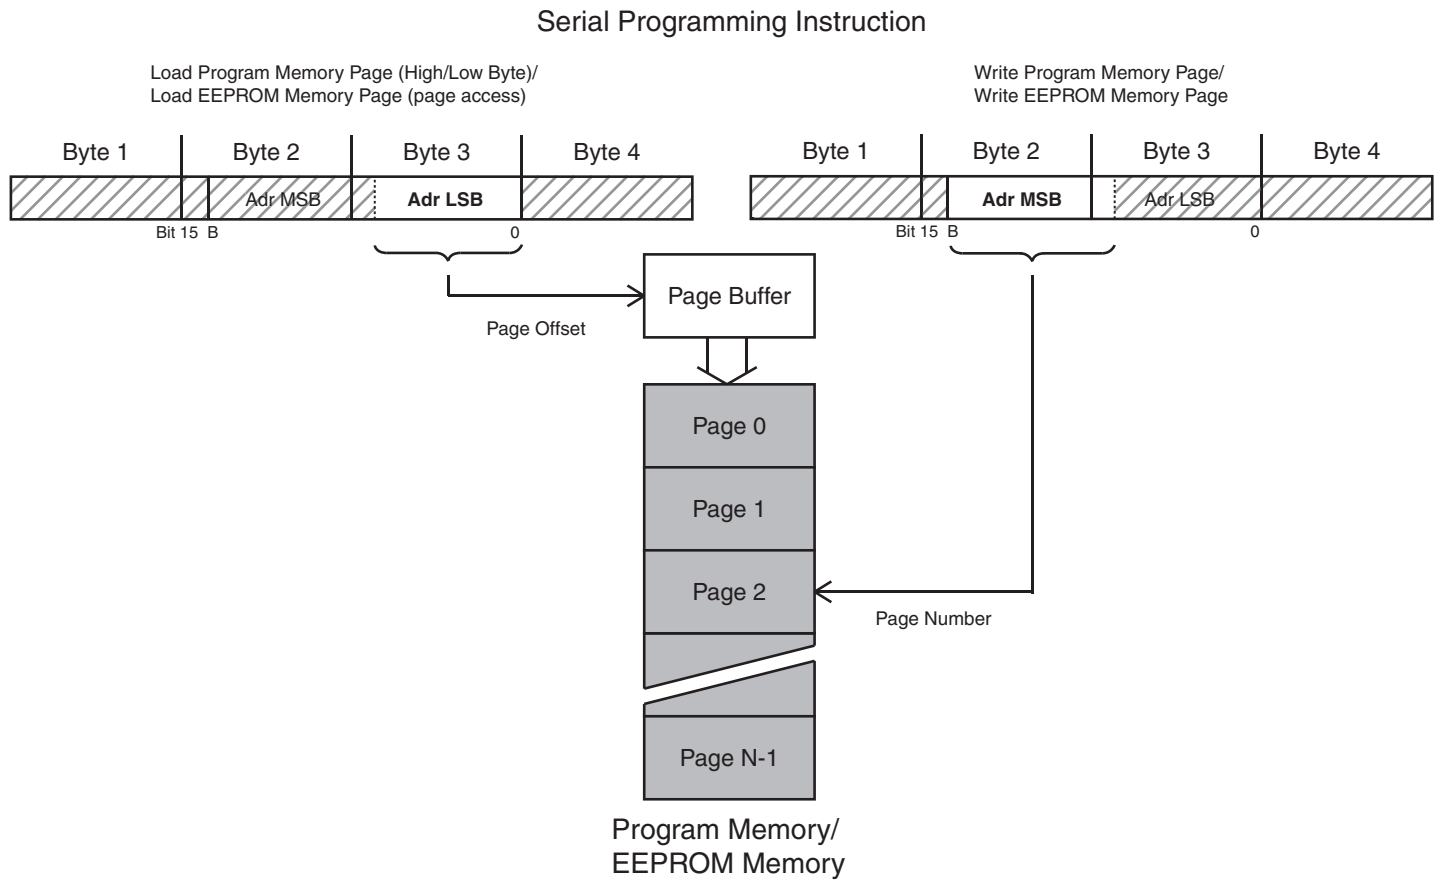 Serial Programming Instruction
Load Program Memory Page (High/Low Byte)/
Load EEPROM Memory Page (page access)
Byte 1 Byte 2 Byte 3 Byte 4
Adr MSB Adr LSB
Bit 15 B 0
Write Program Memory Page/
Write EEPROM Memory Page
Byte 1 Byte 2 Byte 3 Byte 4
Adr MSB Adr LSB
Bit 15 B 0
Page Buffer
Page Offset
Page 0
Page 1
Page 2
Page Number
Page N-1
Program Memory/
EEPROM Memory